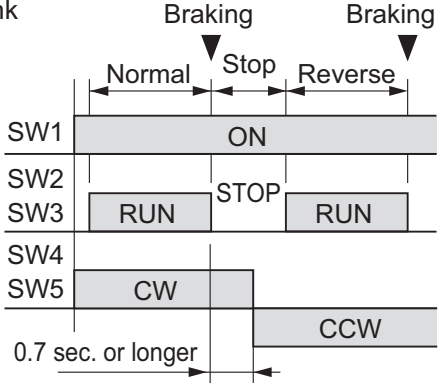 nk
Braking Braking
Normal Stop Reverse
SW1 ON
SW2
STOP
SW3 RUN RUN
SW4
SW5 CW
CCW
0.7 sec. or longer